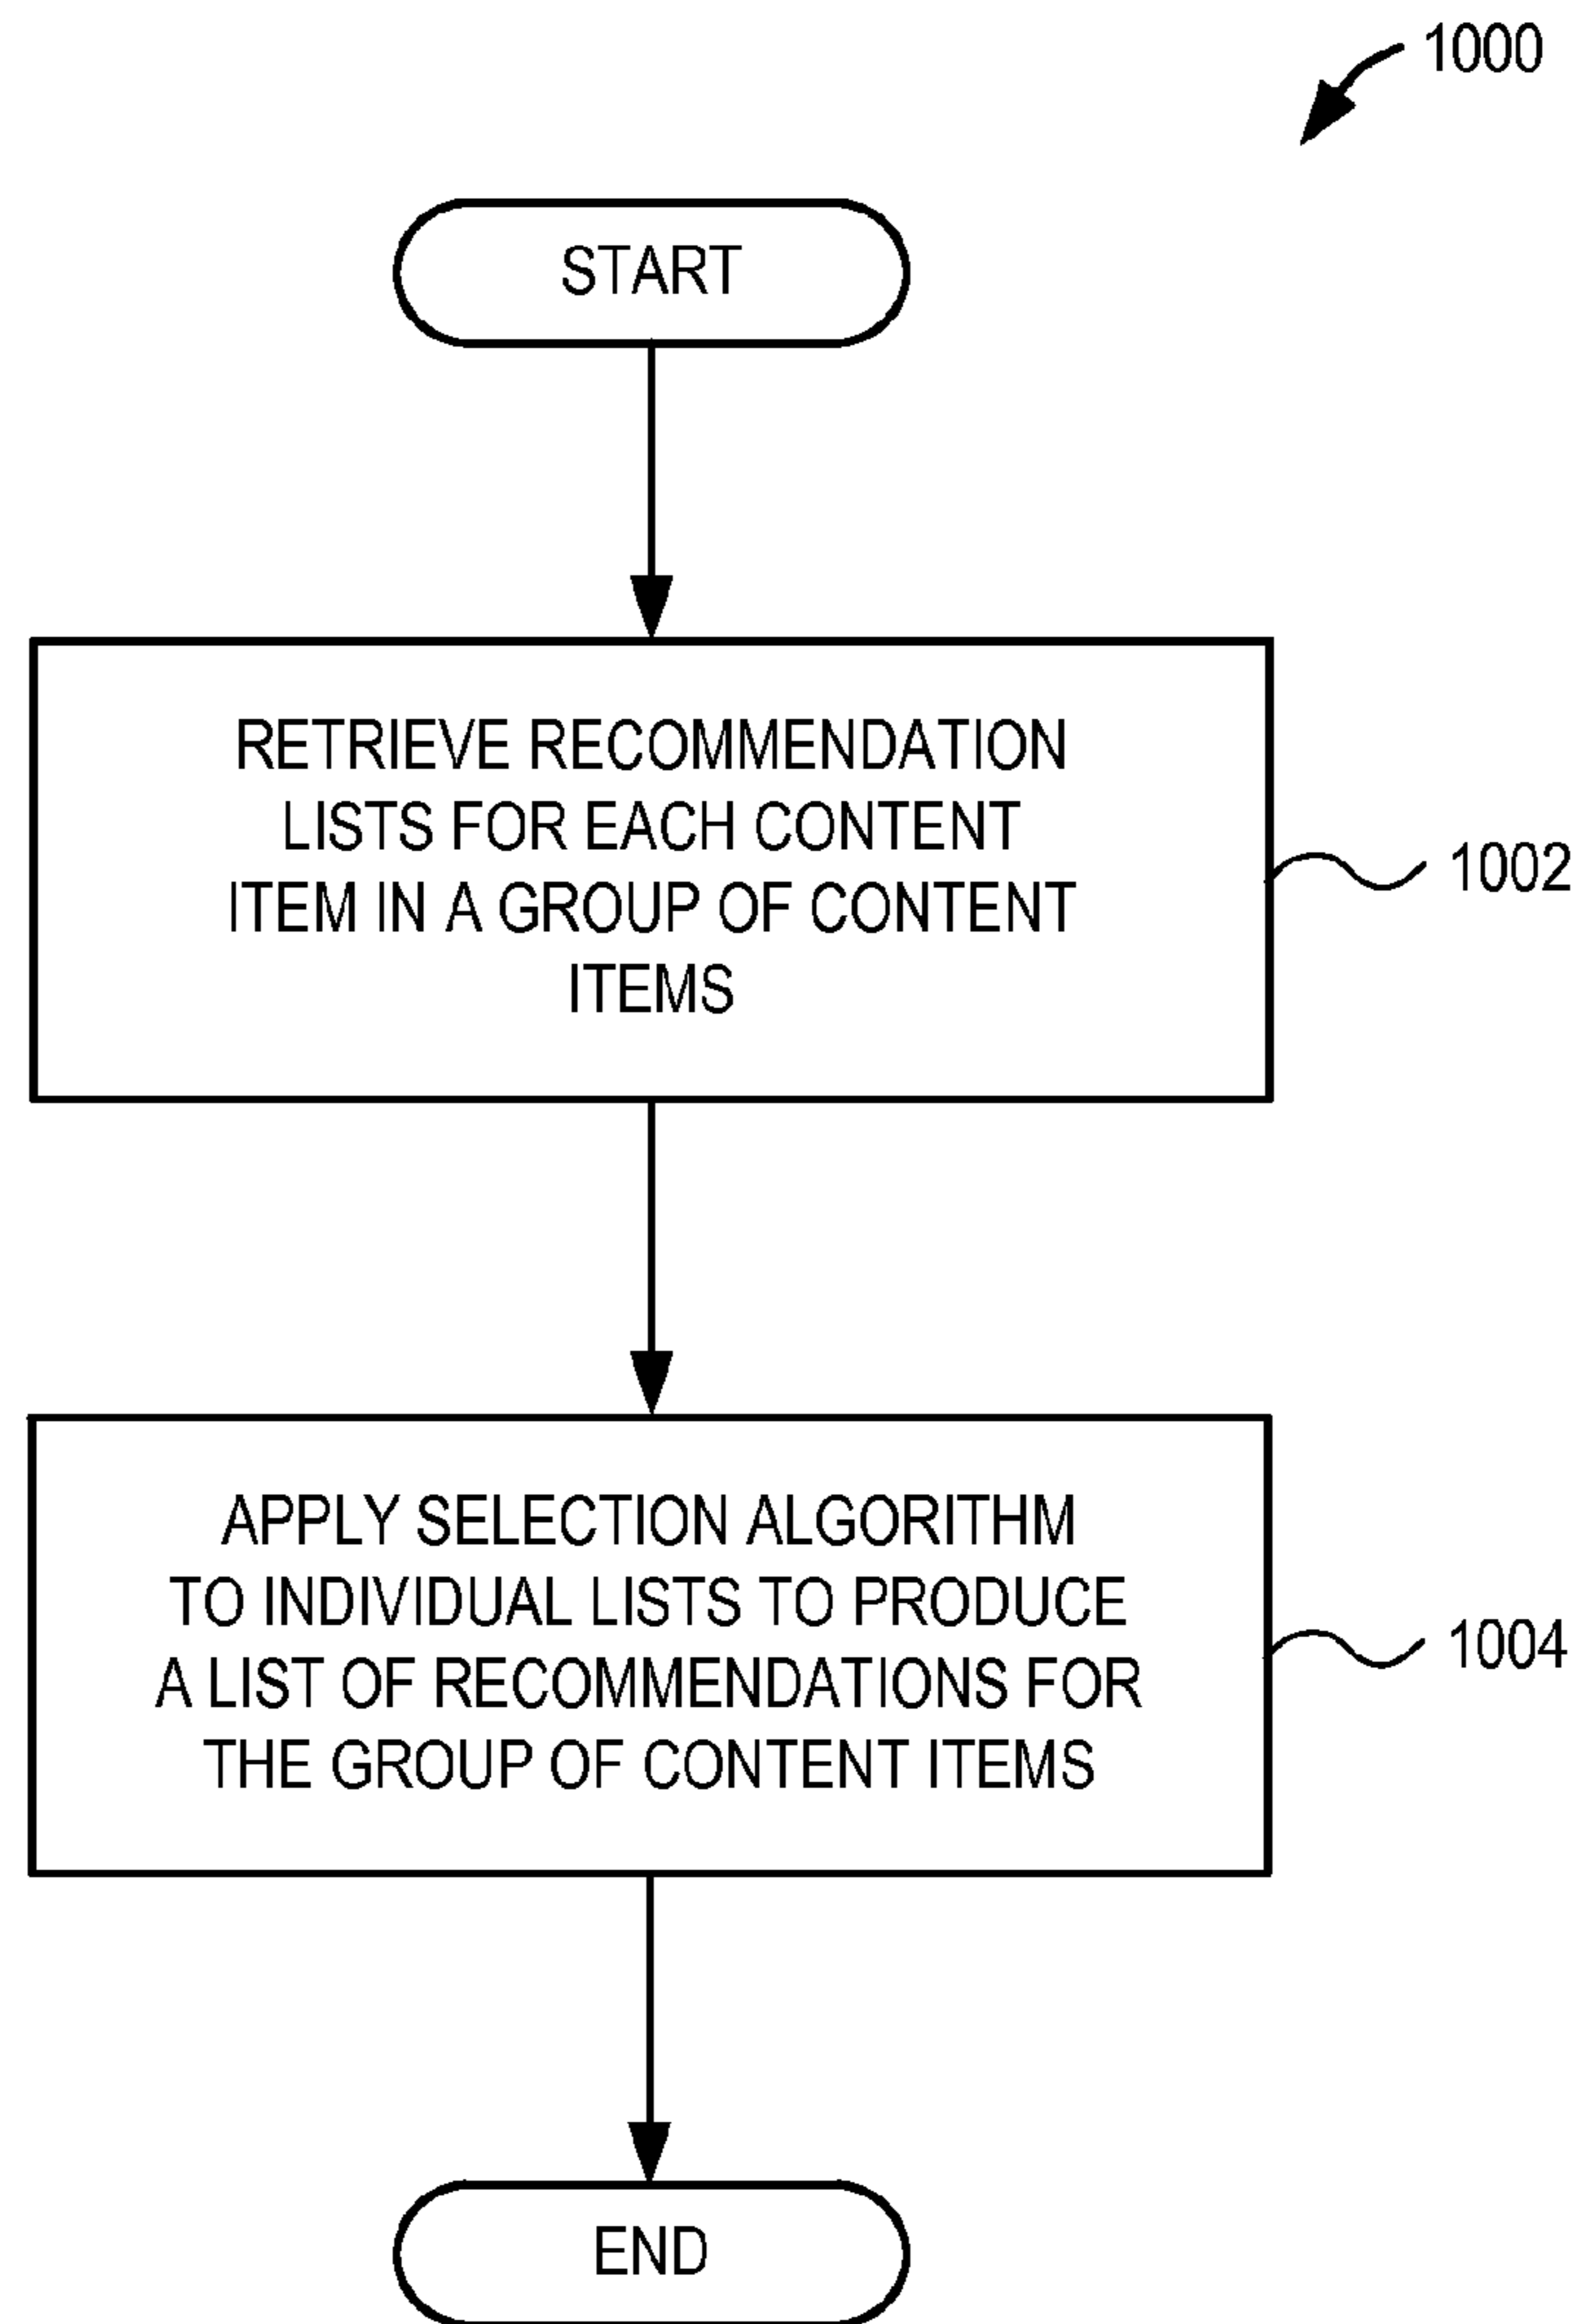 1000
START
RETRIEVE RECOMMENDATION
LISTS FOR EACH CONTENT
ITEM IN A GROUP OF CONTENT
ITEMS
1002
APPLY SELECTION ALGORITHM
TO INDIVIDUAL LISTS TO PRODUCE
A LIST OF RECOMMENDATIONS FOR
THE GROUP OF CONTENT ITEMS
1004
END